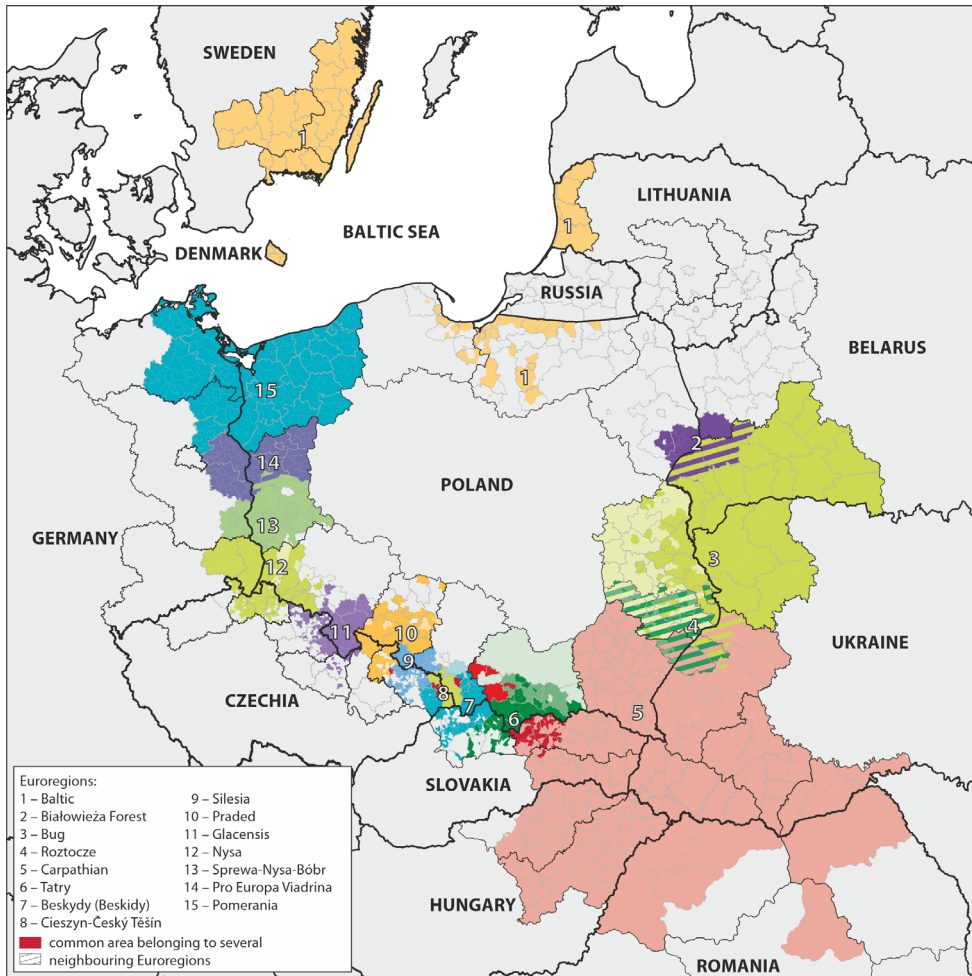 SWEDEN
1
LITHUANIA
1
BALTIC SEA
DENMARK
RUSSIA
BELARUS
1
15
2
14
POLAND
13
GERMANY
3
12
4
11
10
UKRAINE
9
CZECHIA
8
7
6
5
SLOVAKIA
HUNGARY
ROMANIA
Euroregions:
1 – Baltic
2 – Białowieża Forest
3 – Bug
4 – Roztocze
5 – Carpathian
6 – Tatry
7 – Beskydy (Beskidy)
8 – Cieszyn-Český Těšín
9 – Silesia
10 – Praded
11 – Glacensis
12 – Nysa
13 – Sprewa-Nysa-Bóbr
14 – Pro Europa Viadrina
15 – Pomerania
common area belonging to several
neighbouring Euroregions